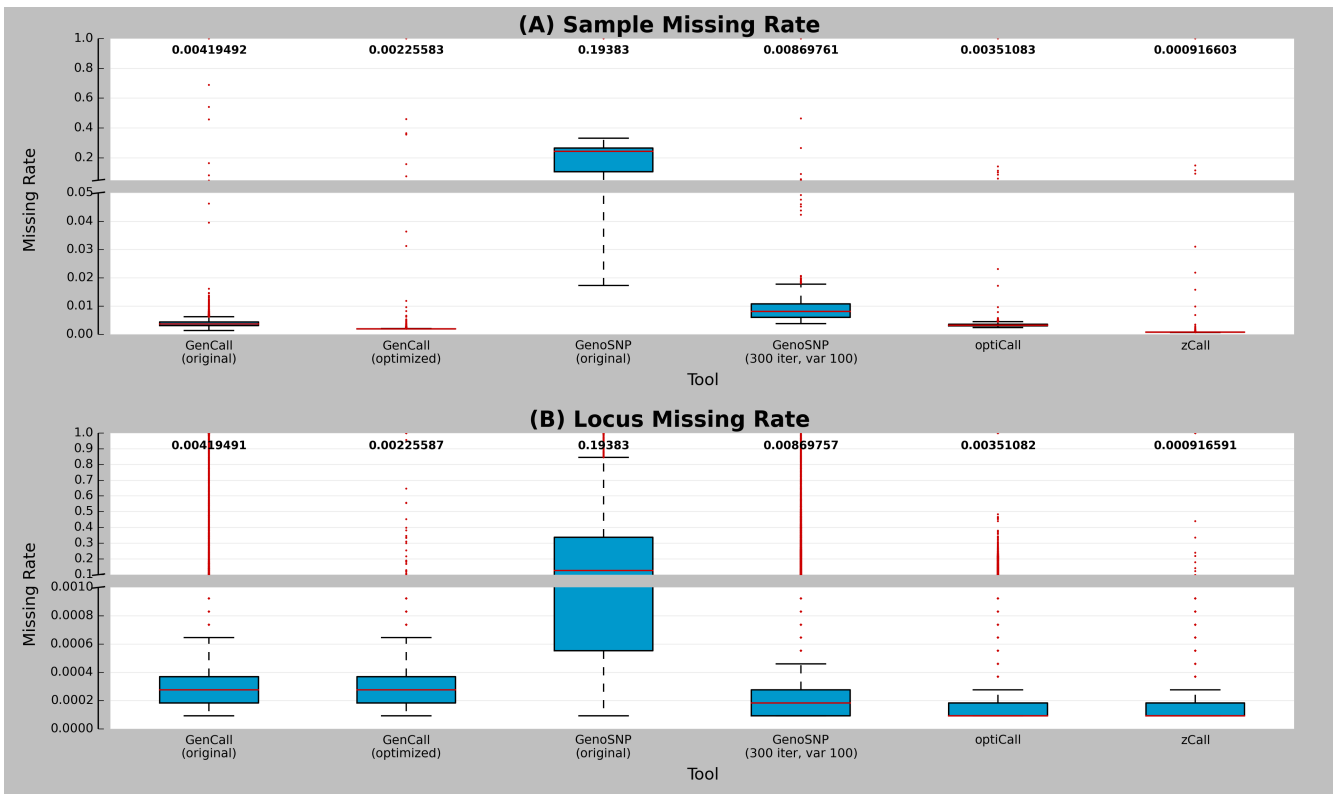 (A) Sample Missing Rate
0.00419492 0.00225583 0.19383 0.00869761 0.00351083 0.000916603
1.0
0.8
0.6
0.4
0.2
0.05
0.04
0.03
0.02
0.01
0.00
Missing Rate
GenCall GenCall GenoSNP GenoSNP optiCall zCall
(original) (optimized) (original) (300 iter, var 100)
Tool
(B) Locus Missing Rate
0.00419491 0.00225587 0.19383 0.00869757 0.00351082 0.000916591
1.0
0.9
0.8
0.7
0.6
0.5
0.4
0.3
0.2
0.1
0.0010
0.0008
0.0006
0.0004
0.0002
0.0000
Missing Rate
GenCall GenCall GenoSNP GenoSNP optiCall zCall
(original) (optimized) (original) (300 iter, var 100)
Tool